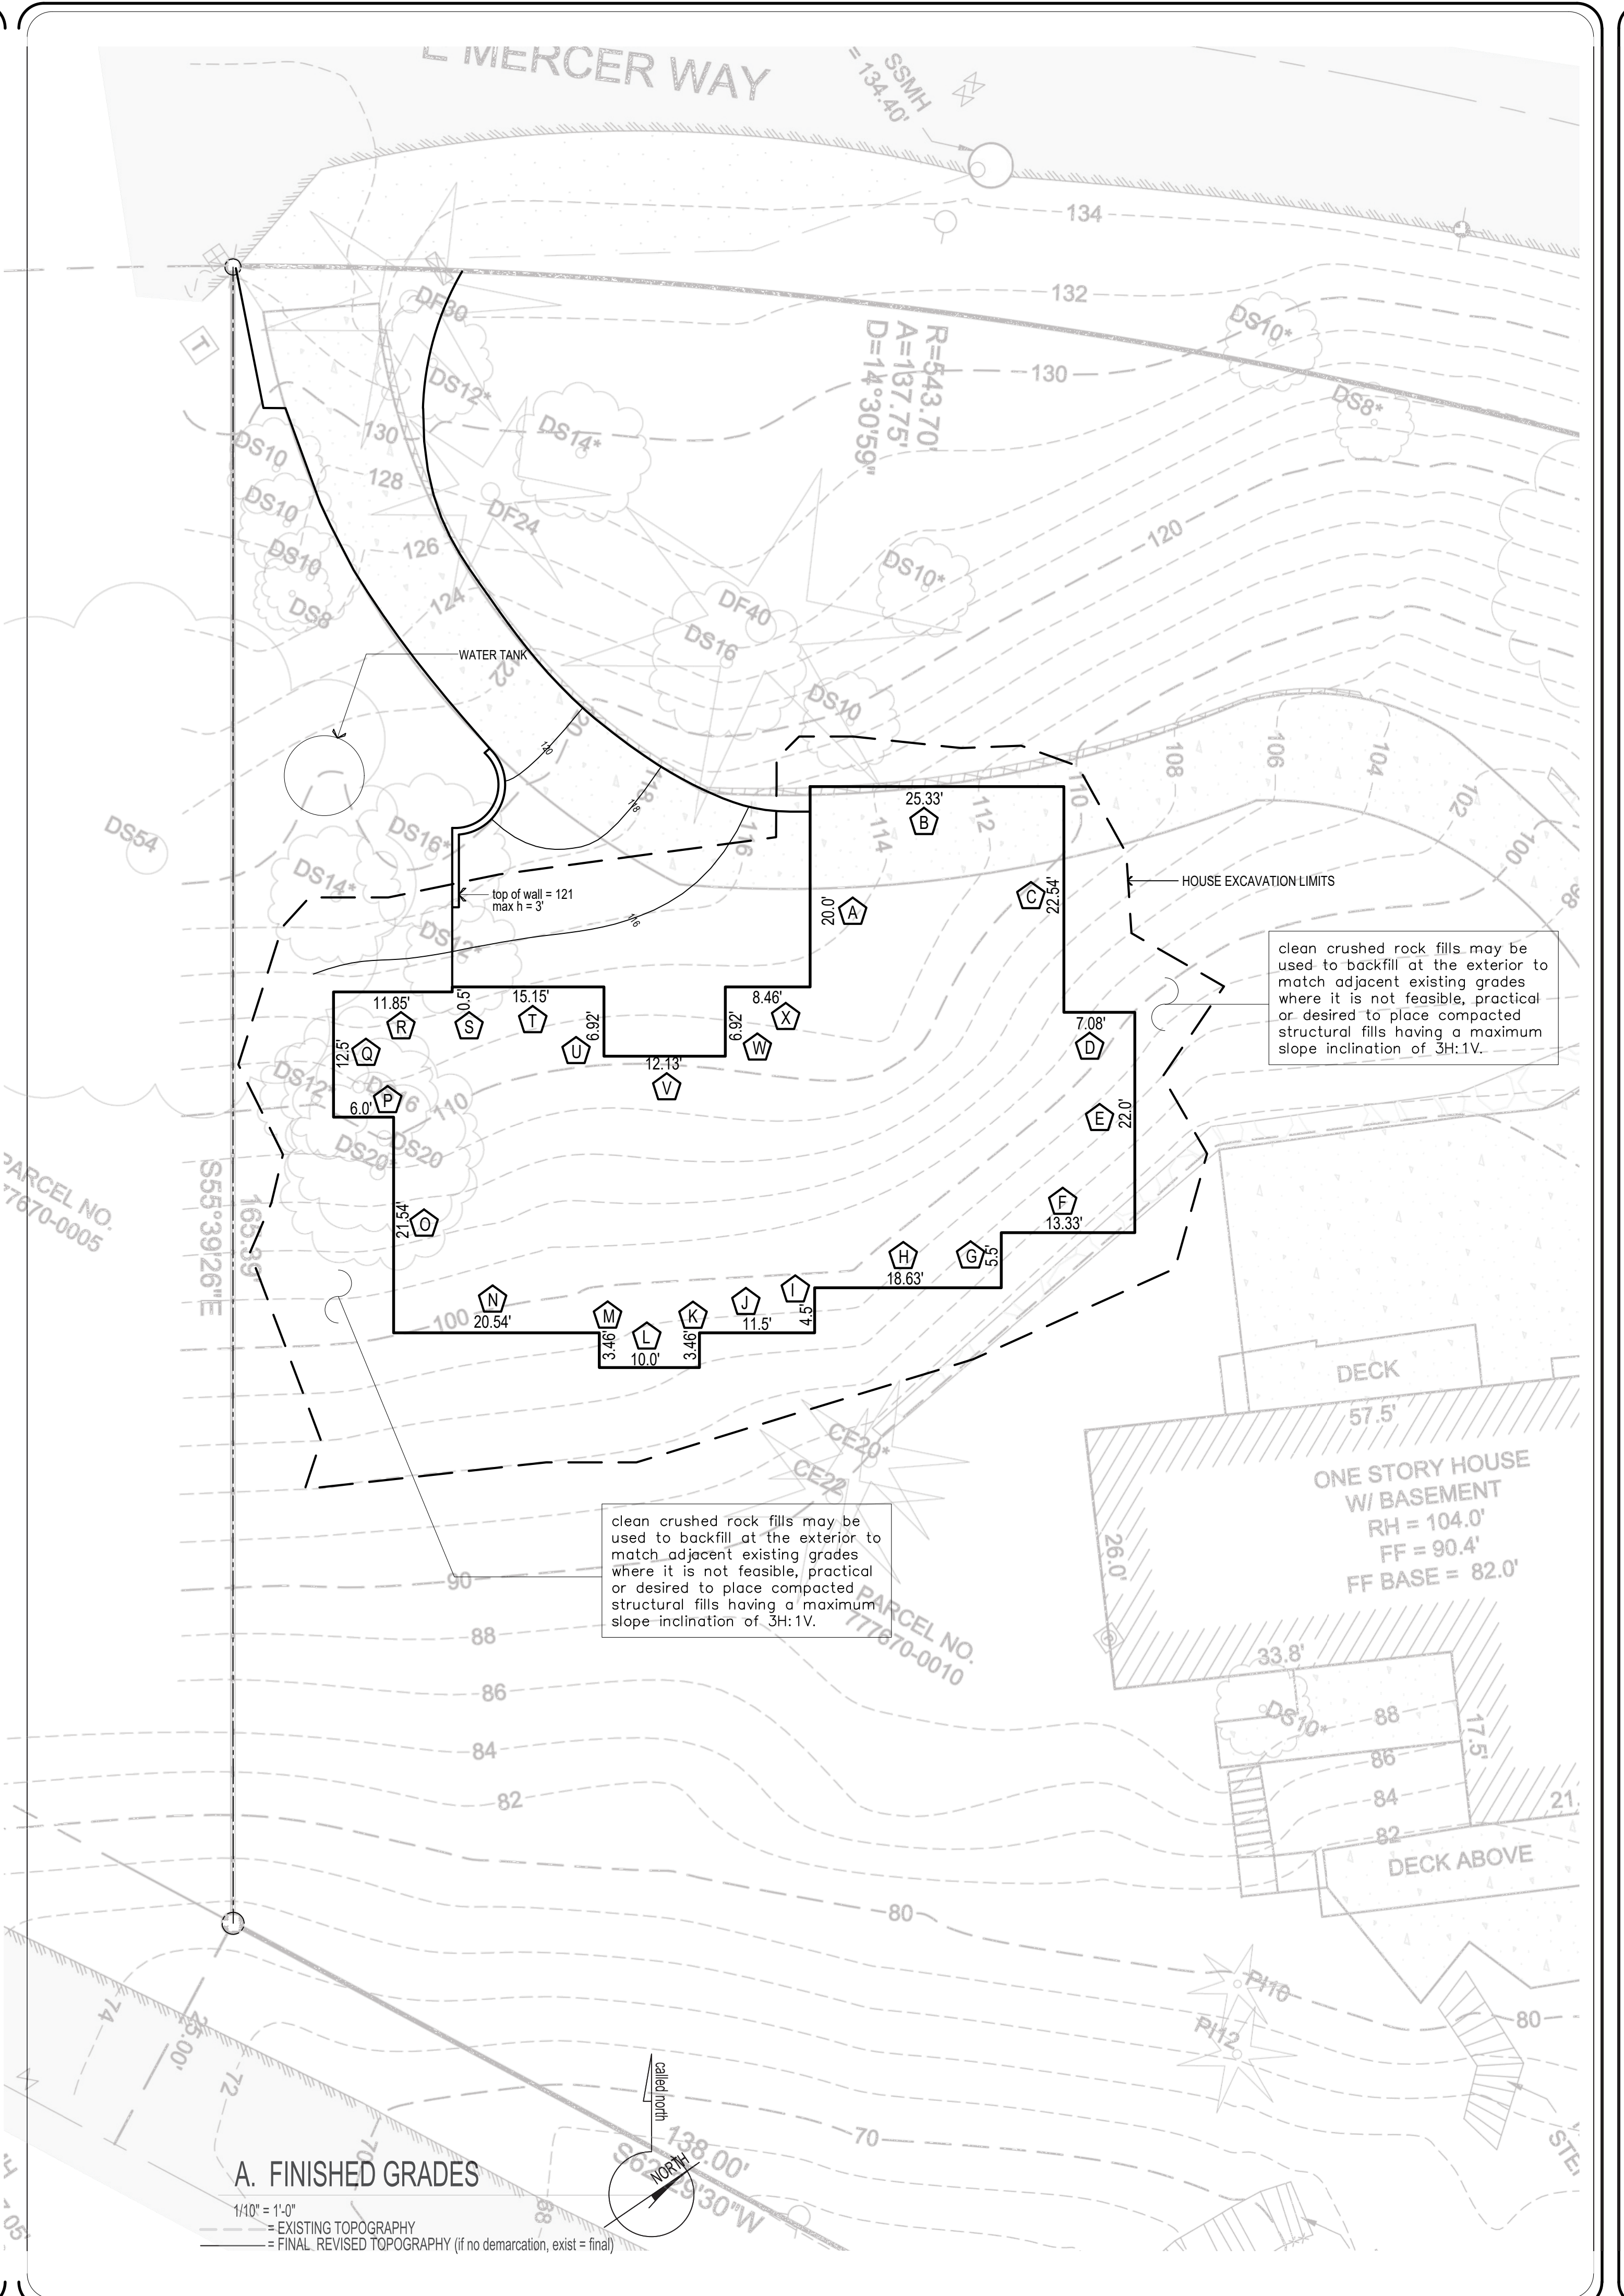 E MERCER WAY
SSMH
= 134.40'
134
132
130
R=543.70'
A=137.75'
D=14°30'59"
DS10*
DS8*
DF30
DS12*
DS14*
T
130
DS10
128
DS10
DF24
126
DS10
120
DS10*
124
DS8
DF40
DS16
WATER TANK
122
DS10
120
108
106
104
102
110
118
25.33'
B
112
114
116
100
DS54
DS16*
DS14*
top of wall = 121
max h = 3'
HOUSE EXCAVATION LIMITS
C
22.54'
20.0'
A
116
DS12*
clean crushed rock fills may be
used to backfill at the exterior to
match adjacent existing grades
where it is not feasible, practical
or desired to place compacted
structural fills having a maximum
slope inclination of 3H:1V.
11.85'
0.5'
15.15'
8.46'
R
S
T
U
6.92'
6.92'
X
W
7.08'
D
12.5'
Q
12.13'
V
DS12*
P
6.0'
110
E
22.0'
DS20*
DS20
PARCEL NO.
777670-0005
S55°39'26"E
165.89'
21.54'
O
F
13.33'
H
G
5.5'
18.63'
I
4.5'
N
20.54'
100
M
3.46'
L
10.0'
K
3.46'
J
11.5'
DECK
57.5'
CE20*
CE22
ONE STORY HOUSE
W/ BASEMENT
RH = 104.0'
FF = 90.4'
FF BASE = 82.0'
26.0'
clean crushed rock fills may be
used to backfill at the exterior to
match adjacent existing grades
where it is not feasible, practical
or desired to place compacted
structural fills having a maximum
slope inclination of 3H:1V.
90
PARCEL NO.
777670-0010
88
33.8'
86
DS10*
88
17.5'
84
86
82
84
21.
82
DECK ABOVE
80
PI10
80
PI12
74
25.00'
72
called north
70
70
138.00'
S62°29'30"W
NORTH
68
A. FINISHED GRADES
1/10" = 1'-0"
= EXISTING TOPOGRAPHY
= FINAL REVISED TOPOGRAPHY (if no demarcation, exist = final)